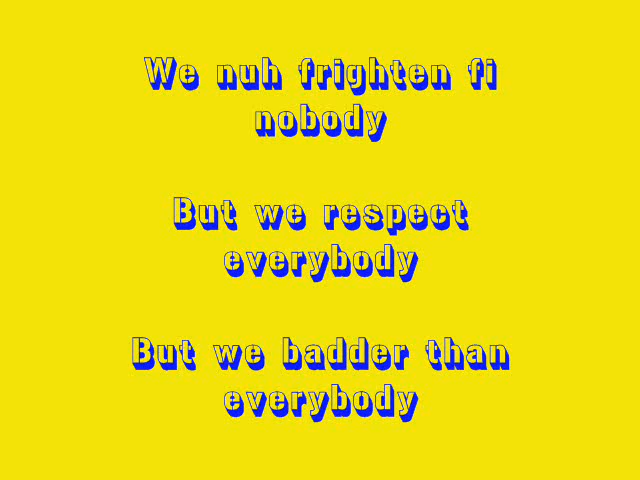 We nuh frighten fi
nobody
But we respect
everybody
But we badder than
everybody